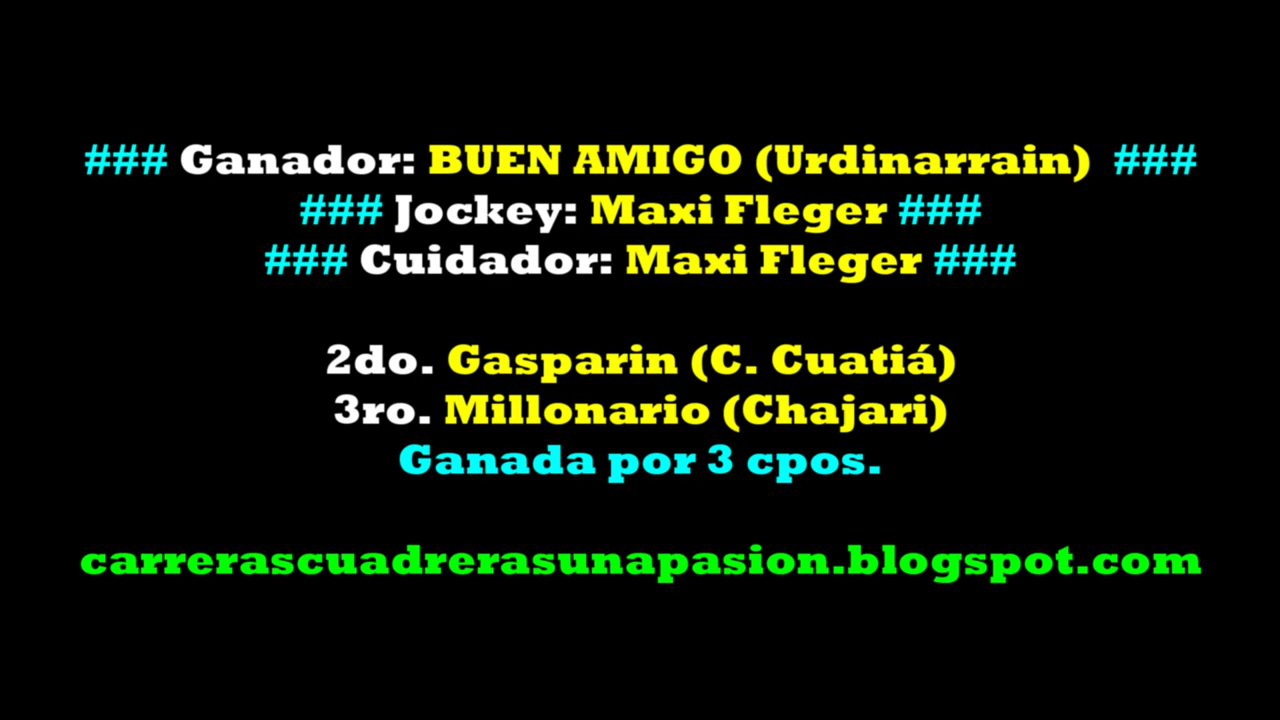 ### Ganador: BUEN AMIGO (Urdinarrain) ###
### Jockey: Maxi Fleger ###
### Cuidador: Maxi Fleger ###
2do. Gasparin (C. Cuatiá)
3ro. Millonario (Chajari)
Ganada por 3 cpos.
carrerascuadrerasunapasion.blogspot.com